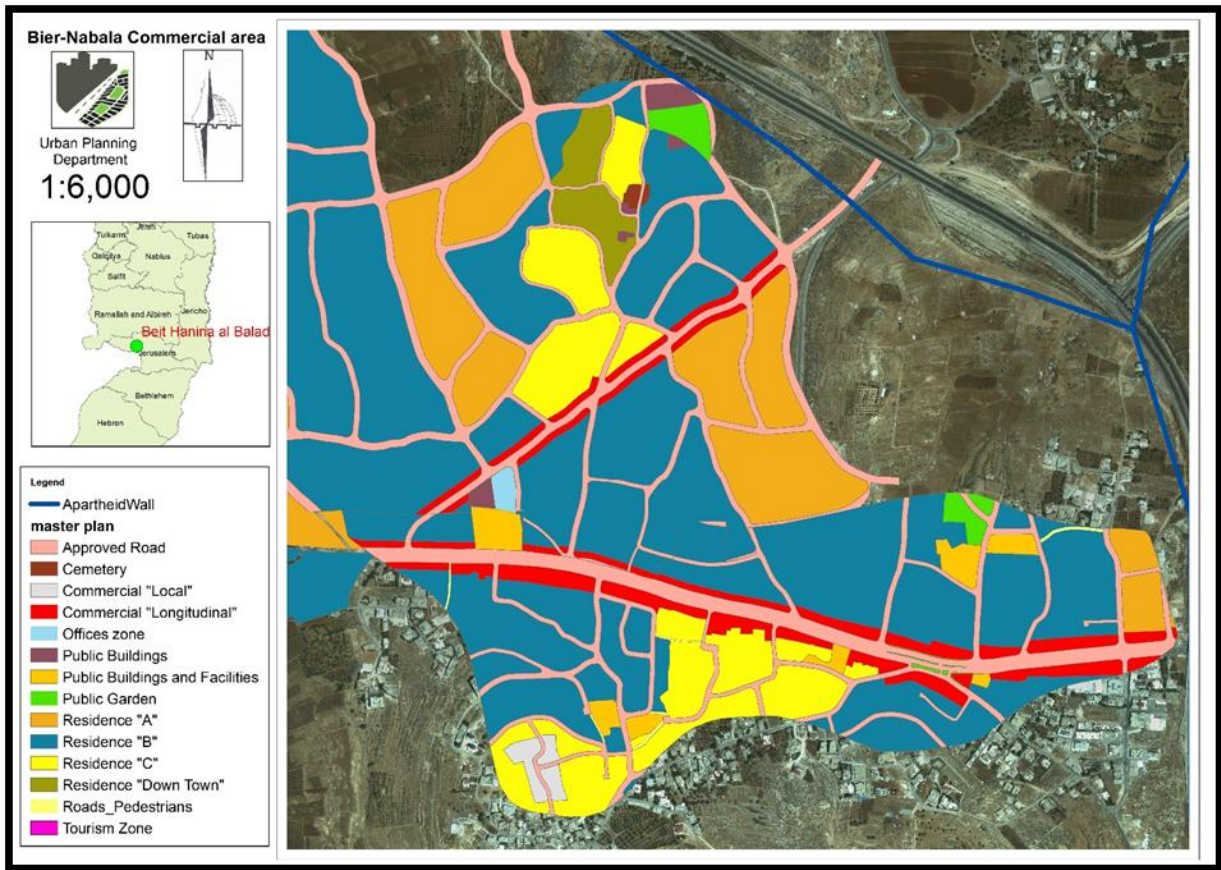 Bier-Nabala Commercial area
N
Urban Planning
Department
1:6,000
Jenin
Tulkarm
Tubas
Qalqilya
Nablus
Salfit
Ramallah and Albireh
Jericho
Beit Hanina al Balad
Jerusalem
Bethlehem
Hebron
Legend
ApartheidWall
master plan
Approved Road
Cemetery
Commercial "Local"
Commercial "Longitudinal"
Offices zone
Public Buildings
Public Buildings and Facilities
Public Garden
Residence "A"
Residence "B"
Residence "C"
Residence "Down Town"
Roads_Pedestrians
Tourism Zone